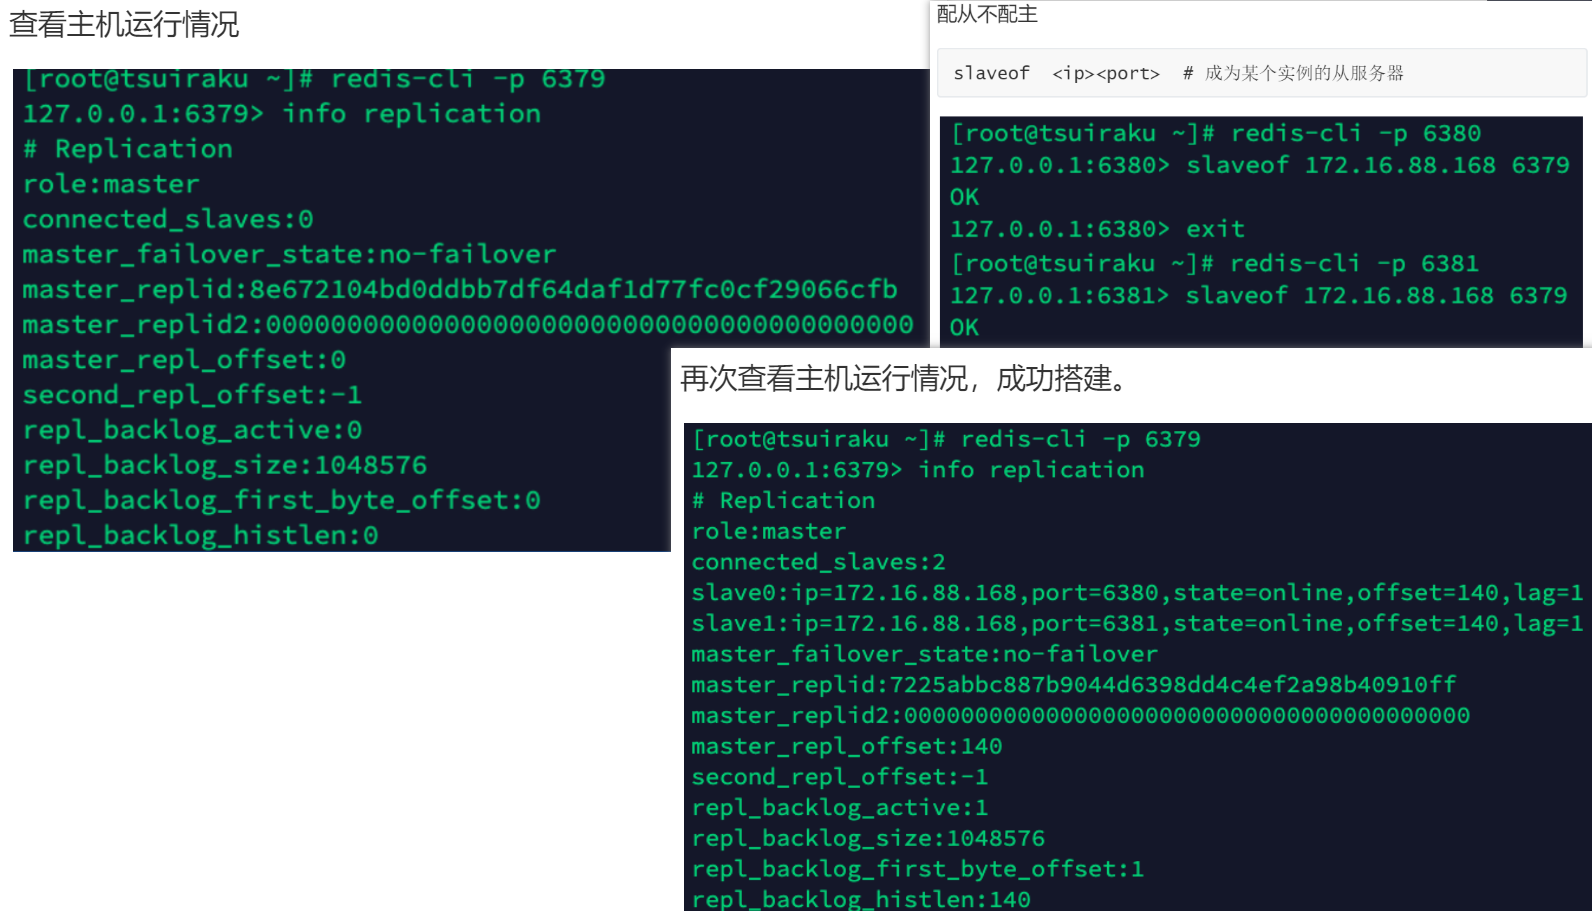 查看主机运行情况
[root@tsuiraku ~]# redis-cli -p 6379
127.0.0.1:6379> info replication
# Replication
role:master
connected_slaves:0
master_failover_state:no-failover
master_replid:8e672104bd0ddbb7df64daf1d77fc0cf29066cfb
master_replid2:0000000000000000000000000000000000000000
master_repl_offset:0
second_repl_offset:-1
repl_backlog_active:0
repl_backlog_size:1048576
repl_backlog_first_byte_offset:0
repl_backlog_histlen:0
配从不配主
slaveof <ip><port> # 成为某个实例的从服务器
[root@tsuiraku ~]# redis-cli -p 6380
127.0.0.1:6380> slaveof 172.16.88.168 6379
OK
127.0.0.1:6380> exit
[root@tsuiraku ~]# redis-cli -p 6381
127.0.0.1:6381> slaveof 172.16.88.168 6379
OK
再次查看主机运行情况，成功搭建。
[root@tsuiraku ~]# redis-cli -p 6379
127.0.0.1:6379> info replication
# Replication
role:master
connected_slaves:2
slave0:ip=172.16.88.168,port=6380,state=online,offset=140,lag=1
slave1:ip=172.16.88.168,port=6381,state=online,offset=140,lag=1
master_failover_state:no-failover
master_replid:7225abbc887b9044d6398dd4c4ef2a98b40910ff
master_replid2:0000000000000000000000000000000000000000
master_repl_offset:140
second_repl_offset:-1
repl_backlog_active:1
repl_backlog_size:1048576
repl_backlog_first_byte_offset:1
repl_backlog_histlen:140